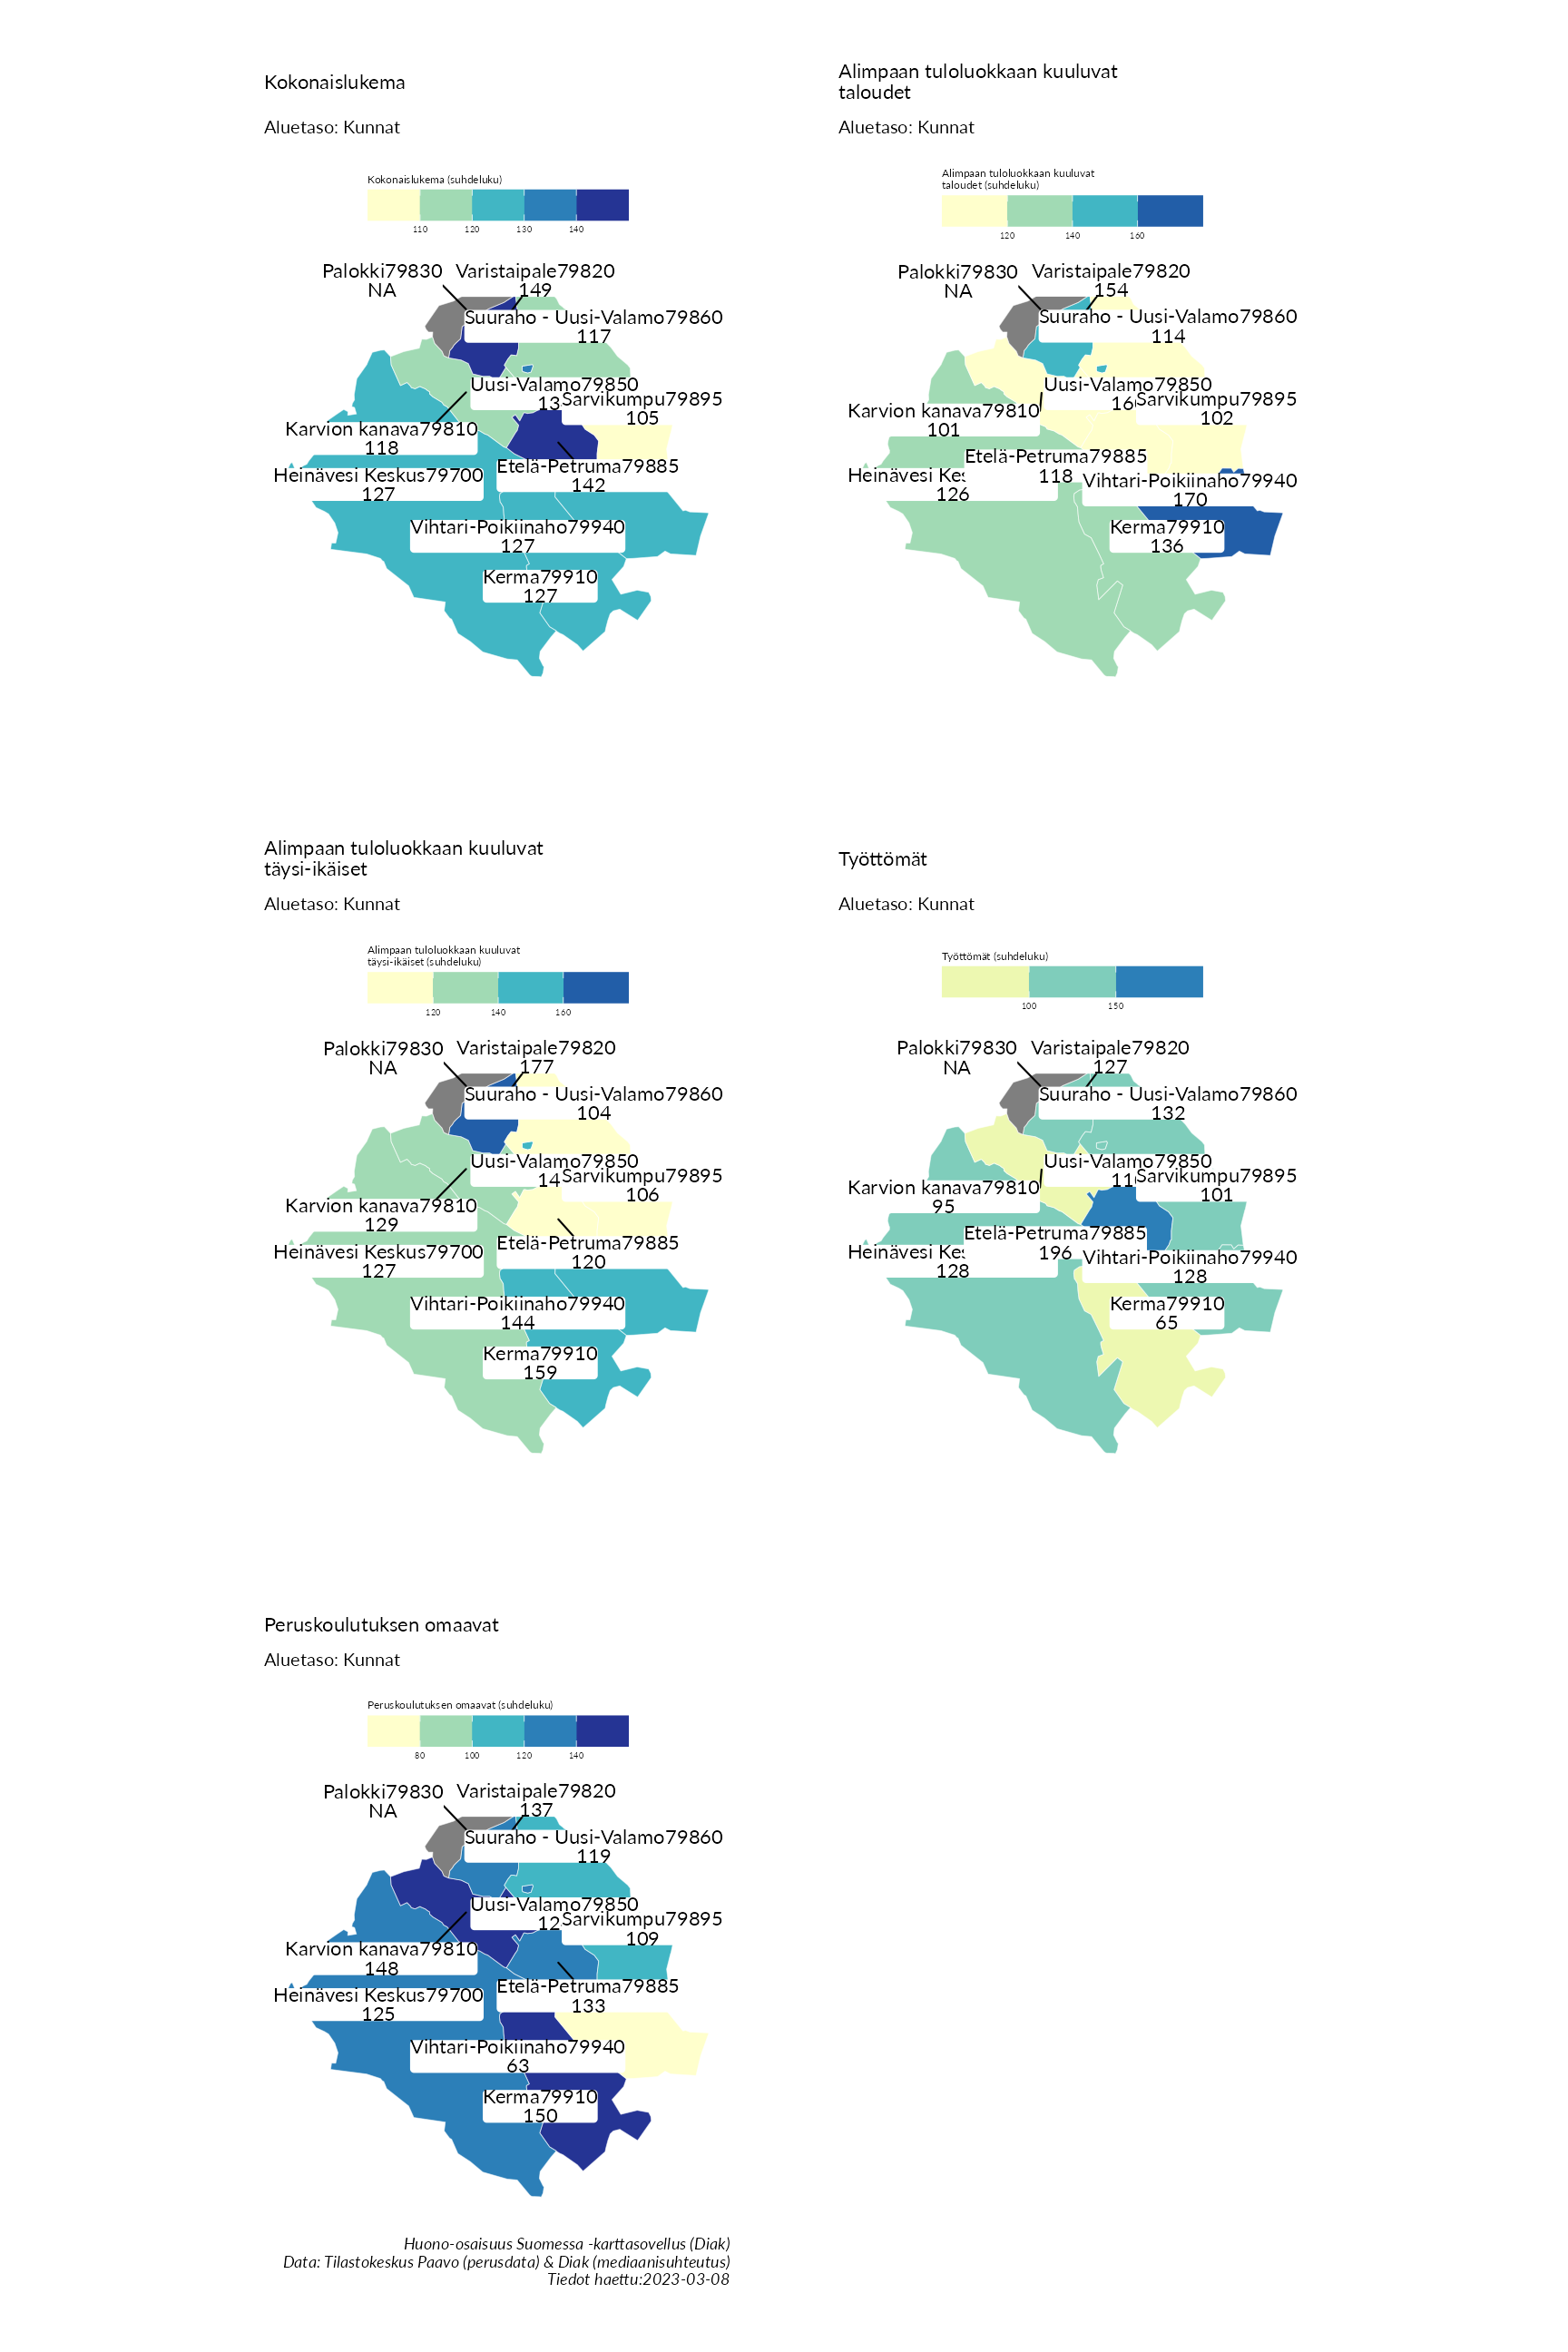 Kokonaislukema
Aluetaso: Kunnat
Kokonaislukema (suhdeluku)
110 120 130 140
Palokki79830
NA
Varistaipale79820
149
Suuraho - Uusi-Valamo79860
117
Uusi-Valamo79850
13
Sarvikumpu79895
105
Karvion kanava79810
118
Etelä-Petruma79885
142
Heinävesi Keskus79700
127
Vihtari-Poikiinaho79940
127
Kerma79910
127
Alimpaan tuloluokkaan kuuluvat
taloudet
Aluetaso: Kunnat
Alimpaan tuloluokkaan kuuluvat
taloudet (suhdeluku)
120 140 160
Palokki79830
NA
Varistaipale79820
154
Suuraho - Uusi-Valamo79860
114
Uusi-Valamo79850
16
Sarvikumpu79895
102
Karvion kanava79810
101
Etelä-Petruma79885
118
Heinävesi Kes
126
Vihtari-Poikiinaho79940
170
Kerma79910
136
Alimpaan tuloluokkaan kuuluvat
täysi-ikäiset
Aluetaso: Kunnat
Alimpaan tuloluokkaan kuuluvat
täysi-ikäiset (suhdeluku)
120 140 160
Palokki79830
NA
Varistaipale79820
177
Suuraho - Uusi-Valamo79860
104
Uusi-Valamo79850
14
Sarvikumpu79895
106
Karvion kanava79810
129
Etelä-Petruma79885
120
Heinävesi Keskus79700
127
Vihtari-Poikiinaho79940
144
Kerma79910
159
Työttömät
Aluetaso: Kunnat
Työttömät (suhdeluku)
100 150
Palokki79830
NA
Varistaipale79820
127
Suuraho - Uusi-Valamo79860
132
Uusi-Valamo79850
11
Sarvikumpu79895
101
Karvion kanava79810
95
Etelä-Petruma79885
196
Heinävesi Kes
128
Vihtari-Poikiinaho79940
128
Kerma79910
65
Peruskoulutuksen omaavat
Aluetaso: Kunnat
Peruskoulutuksen omaavat (suhdeluku)
80 100 120 140
Palokki79830
NA
Varistaipale79820
137
Suuraho - Uusi-Valamo79860
119
Uusi-Valamo79850
12
Sarvikumpu79895
109
Karvion kanava79810
148
Etelä-Petruma79885
133
Heinävesi Keskus79700
125
Vihtari-Poikiinaho79940
63
Kerma79910
150
Huono-osaisuus Suomessa -karttasovellus (Diak)
Data: Tilastokeskus Paavo (perusdata) & Diak (mediaanisuhteutus)
Tiedot haettu:2023-03-08